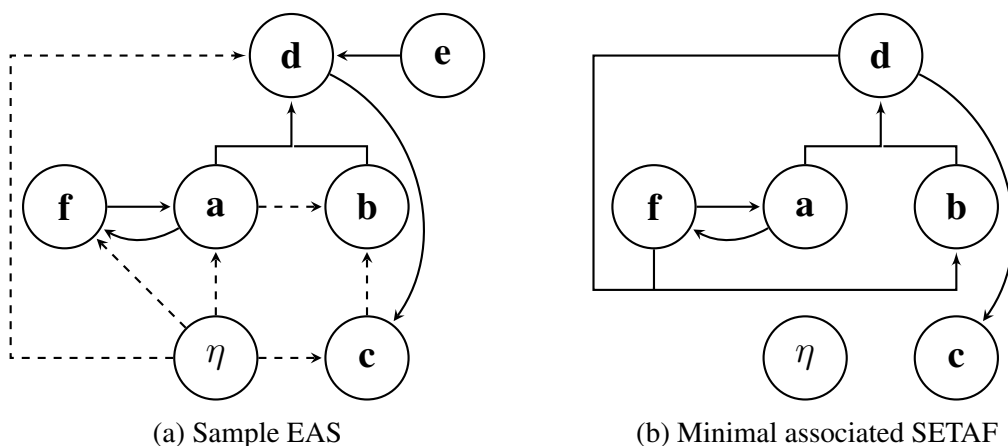 d
e
f
a
b
η
c
(a) Sample EAS
d
f
a
b
η
c
(b) Minimal associated SETAF